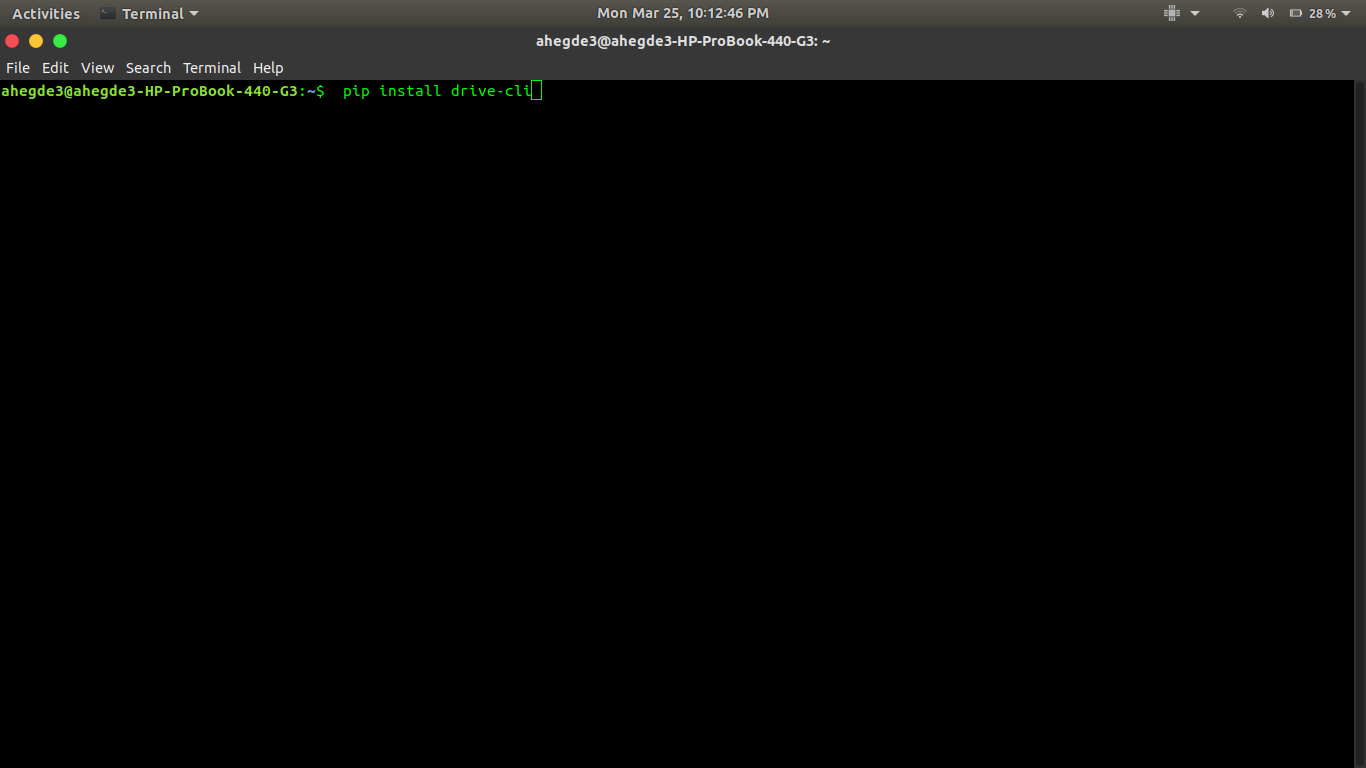 Activities Terminal Mon Mar 25, 10:12:46 PM 28%
ahegde3@ahegde3-HP-ProBook-440-G3: ~
File Edit View Search Terminal Help
ahegde3@ahegde3-HP-ProBook-440-G3:~$  pip install drive-cli